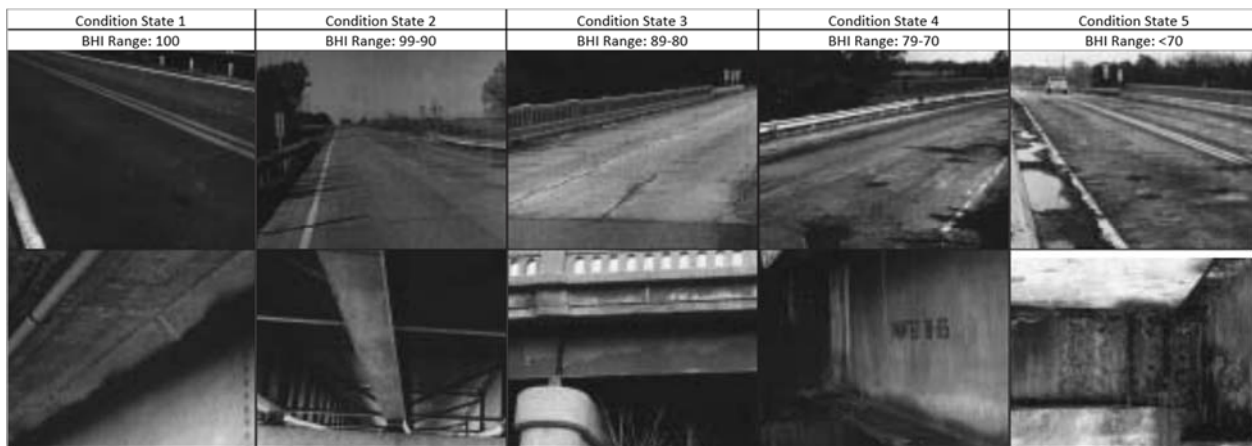 Condition State 1
Condition State 2
Condition State 3
Condition State 4
Condition State 5
BHI Range: 100
BHI Range: 99-90
BHI Range: 89-80
BHI Range: 79-70
BHI Range: <70